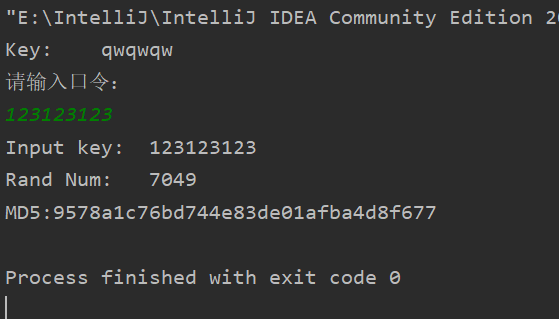 "E:\IntelliJ\IntelliJ IDEA Community Edition 20
Key: qwqwqw
请输入口令:
123123123
Input key: 123123123
Rand Num: 7049
MD5:9578a1c76bd744e83de01afba4d8f677
Process finished with exit code 0